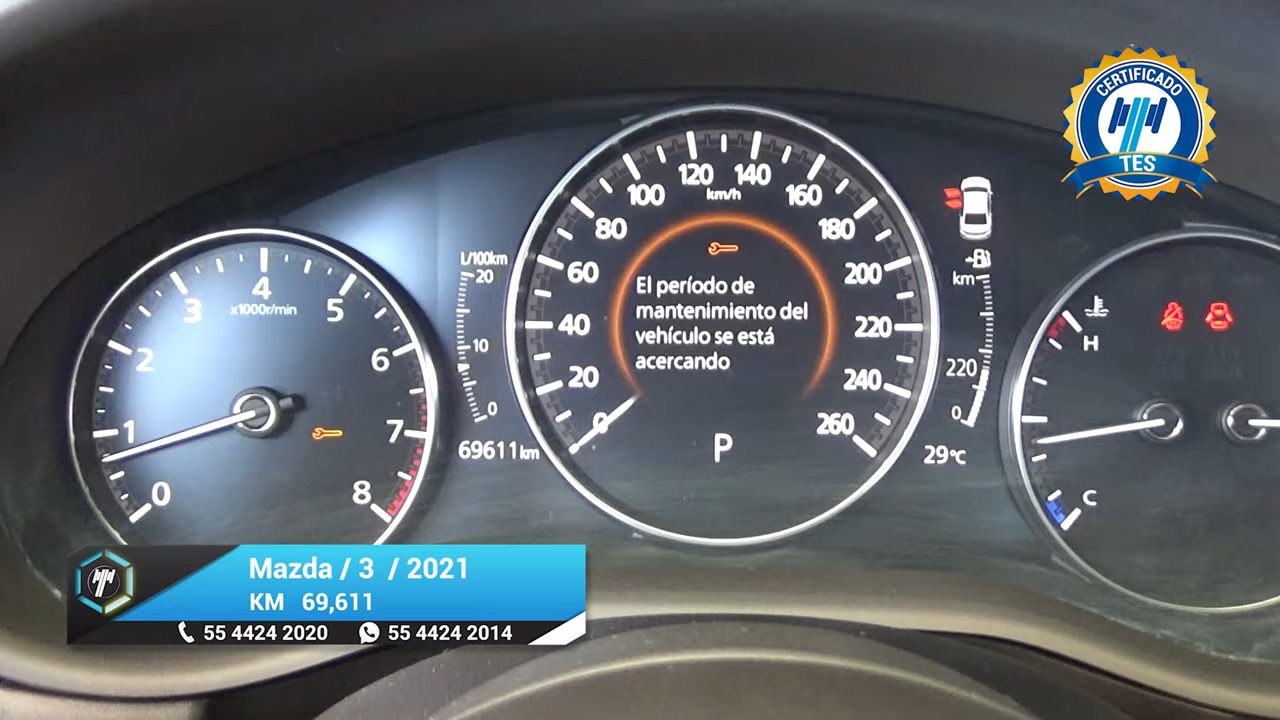 CERTIFICADO
TES
120 140
km/h
100 160
80 180
60 200
40 220
20 240
0 260
El período de
mantenimiento del
vehículo se está
acercando
P
L/100km
20
10
0
69611km
4
x1000r/min
3 5
2 6
1 7
0 8
km
220
0
29°C
H
C
Mazda / 3 / 2021
KM 69,611
55 4424 2020 55 4424 2014